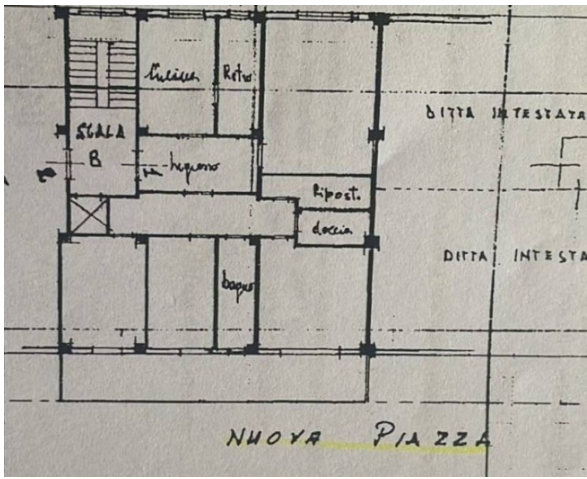 Cucina
Retro
SCALA
B
DITTA INTESTATA
Ingresso
Ripost.
doccia
DITTA INTESTA
bagno
NUOVA PIAZZA